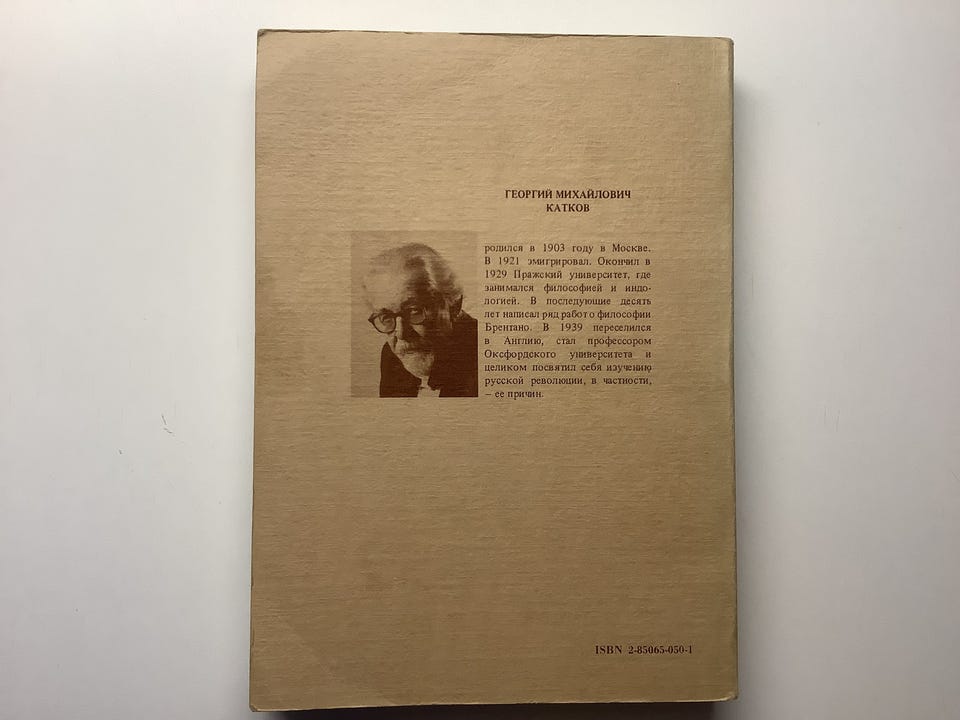 ГЕОРГИЙ МИХАЙЛОВИЧ
КАТКОВ
родился в 1903 году в Москве.
В 1921 эмигрировал. Окончил в
1929 Пражский университет, где
занимался философией и индо-
логией. В последующие десять
лет написал ряд работ о философии
Брентано. В 1939 переселился
в Англию, стал профессором
Оксфордского университета и
целиком посвятил себя изучению
русской революции, в частности,
– ее причин.
ISBN 2-85065-050-1